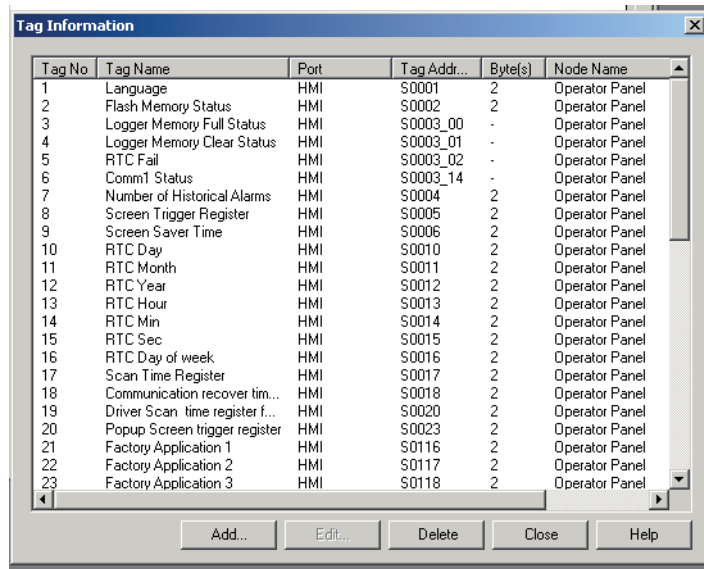 Tag Information
Tag No Tag Name Port Tag Addr... Byte(s) Node Name
1 Language HMI S0001 2 Operator Panel
2 Flash Memory Status HMI S0002 2 Operator Panel
3 Logger Memory Full Status HMI S0003_00 - Operator Panel
4 Logger Memory Clear Status HMI S0003_01 - Operator Panel
5 RTC Fail HMI S0003_02 - Operator Panel
6 Comm1 Status HMI S0003_14 - Operator Panel
7 Number of Historical Alarms HMI S0004 2 Operator Panel
8 Screen Trigger Register HMI S0005 2 Operator Panel
9 Screen Saver Time HMI S0006 2 Operator Panel
10 RTC Day HMI S0010 2 Operator Panel
11 RTC Month HMI S0011 2 Operator Panel
12 RTC Year HMI S0012 2 Operator Panel
13 RTC Hour HMI S0013 2 Operator Panel
14 RTC Min HMI S0014 2 Operator Panel
15 RTC Sec HMI S0015 2 Operator Panel
16 RTC Day of week HMI S0016 2 Operator Panel
17 Scan Time Register HMI S0017 2 Operator Panel
18 Communication recover tim... HMI S0018 2 Operator Panel
19 Driver Scan time register f... HMI S0020 2 Operator Panel
20 Popup Screen trigger register HMI S0023 2 Operator Panel
21 Factory Application 1 HMI S0116 2 Operator Panel
22 Factory Application 2 HMI S0117 2 Operator Panel
23 Factory Application 3 HMI S0118 2 Operator Panel
Add... Edit... Delete Close Help